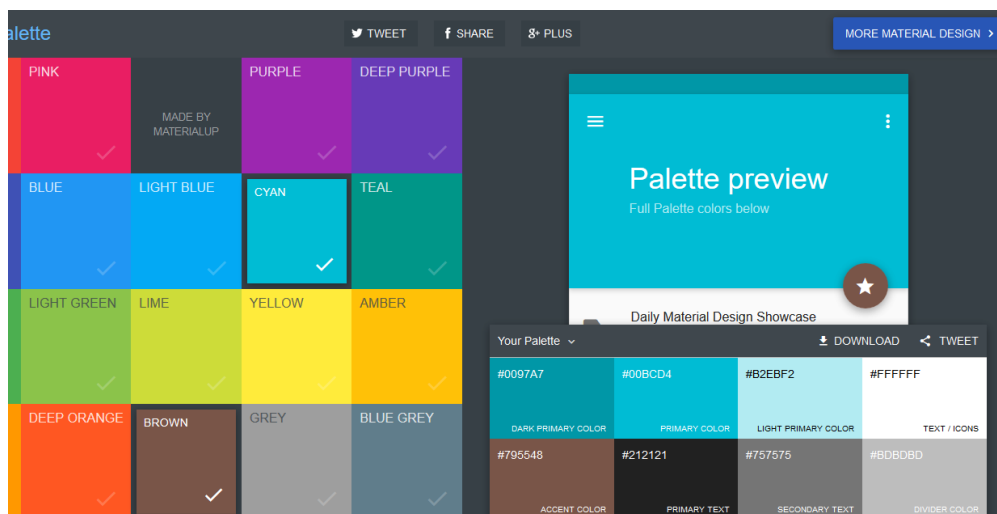 alette
TWEET
SHARE
PLUS
MORE MATERIAL DESIGN
PINK
MADE BY
MATERIALUP
PURPLE
DEEP PURPLE
BLUE
LIGHT BLUE
CYAN
TEAL
LIGHT GREEN
LIME
YELLOW
AMBER
DEEP ORANGE
BROWN
GREY
BLUE GREY
Palette preview
Full Palette colors below
Daily Material Design Showcase
Your Palette
DOWNLOAD
TWEET
#0097A7
DARK PRIMARY COLOR
#00BCD4
PRIMARY COLOR
#B2EBF2
LIGHT PRIMARY COLOR
#FFFFFF
TEXT / ICONS
#795548
ACCENT COLOR
#212121
PRIMARY TEXT
#757575
SECONDARY TEXT
#BDBDBD
DIVIDER COLOR